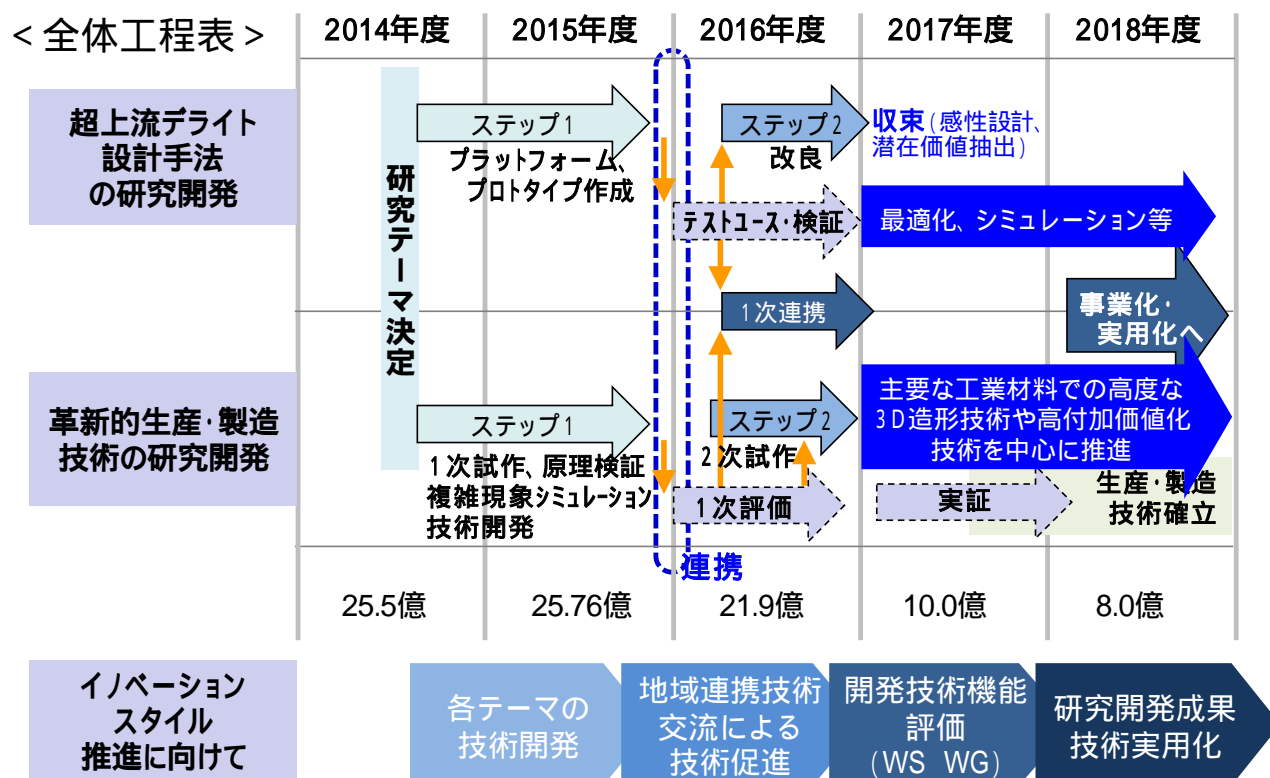 <全体工程表>
2014年度
2015年度
2016年度
2017年度
2018年度
超上流デライト
設計手法
の研究開発
研究テーマ決定
ステップ1
プラットフォーム、
プロトタイプ作成
ステップ2
改良
収束(感性設計、
潜在価値抽出)
テストユース・検証
最適化、シミュレーション等
1次連携
事業化・
実用化へ
革新的生産・製造
技術の研究開発
ステップ1
1次試作、原理検証
複雑現象シミュレーション
技術開発
ステップ2
2次試作
1次評価
主要な工業材料での高度な
3D造形技術や高付加価値化
技術を中心に推進
実証
生産・製造
技術確立
連携
25.5億
25.76億
21.9億
10.0億
8.0億
イノベーション
スタイル
推進に向けて
各テーマの
技術開発
地域連携技術
交流による
技術促進
開発技術機能
評価
(WS WG)
研究開発成果
技術実用化